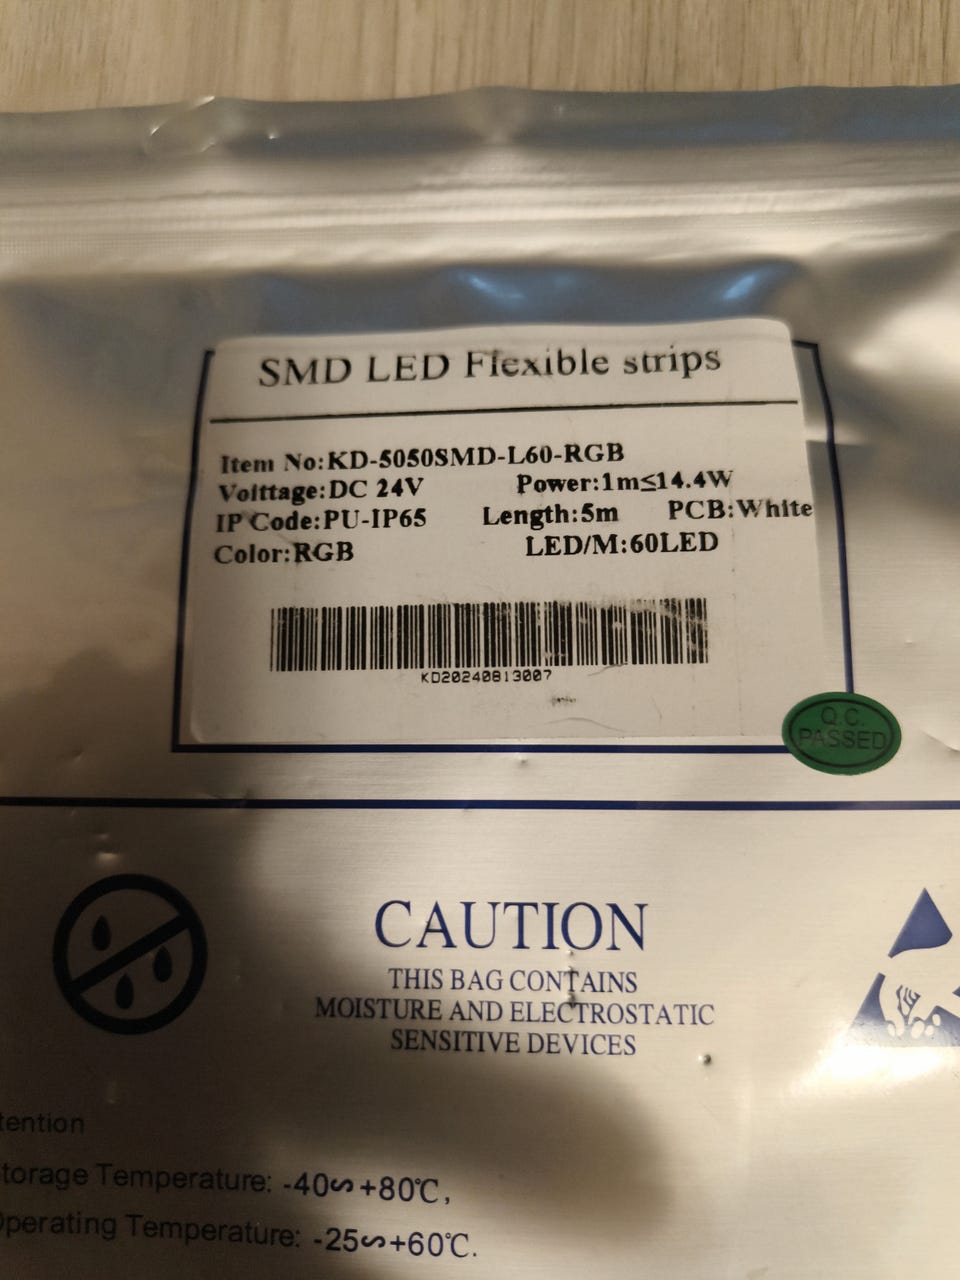 SMD LED Flexible strips
Item No:KD-5050SMD-L60-RGB
Volttage:DC 24V Power:1m≤14.4W
IP Code:PU-IP65 Length:5m PCB:White
Color:RGB LED/M:60LED
KD20240813007
Q.C.
PASSED
CAUTION
THIS BAG CONTAINS
MOISTURE AND ELECTROSTATIC
SENSITIVE DEVICES
tention
torage Temperature: -40∽+80℃,
Operating Temperature: -25∽+60℃.